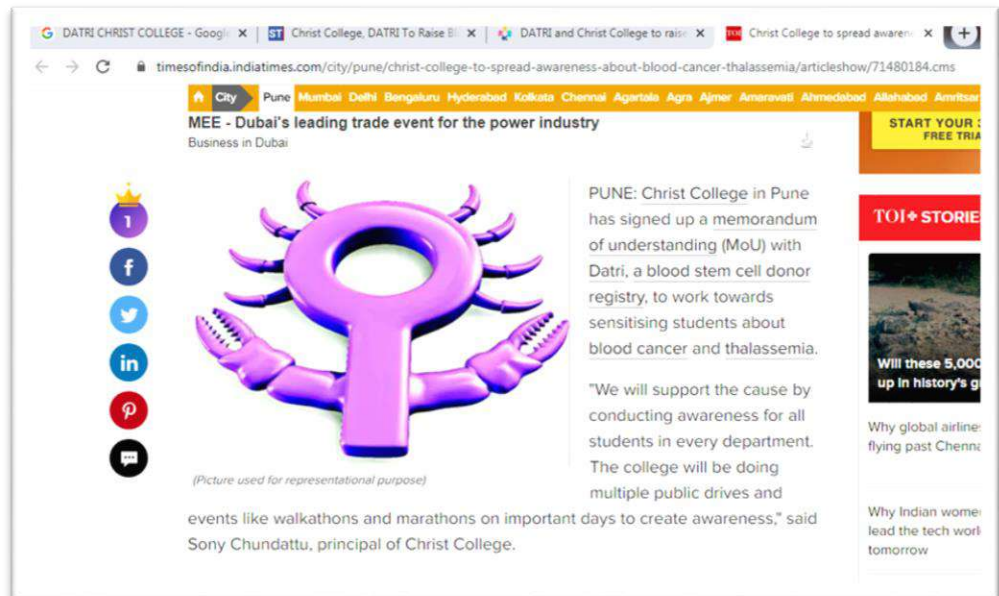 DATRI CHRIST COLLEGE - Google
ST Christ College, DATRI To Raise Bl
DATRI and Christ College to raise
TOI Christ College to spread awaren
timesofindia.indiatimes.com/city/pune/christ-college-to-spread-awareness-about-blood-cancer-thalassemia/articleshow/71480184.cms
City Pune Mumbai Delhi Bengaluru Hyderabad Kolkata Chennai Agartala Agra Ajmer Amaravati Ahmedabad Allahabad Amritsar
MEE - Dubai's leading trade event for the power industry
Business in Dubai
START YOUR
FREE TRIA
1
PUNE: Christ College in Pune
has signed up a memorandum
of understanding (MoU) with
Datri, a blood stem cell donor
registry, to work towards
sensitising students about
blood cancer and thalassemia.
"We will support the cause by
conducting awareness for all
students in every department.
The college will be doing
multiple public drives and
events like walkathons and marathons on important days to create awareness," said
Sony Chundattu, principal of Christ College.
(Picture used for representational purpose)
TOI+ STORIE
Will these 5,000
up in history's g
Why global airline
flying past Chenna
Why Indian wome
lead the tech worl
tomorrow